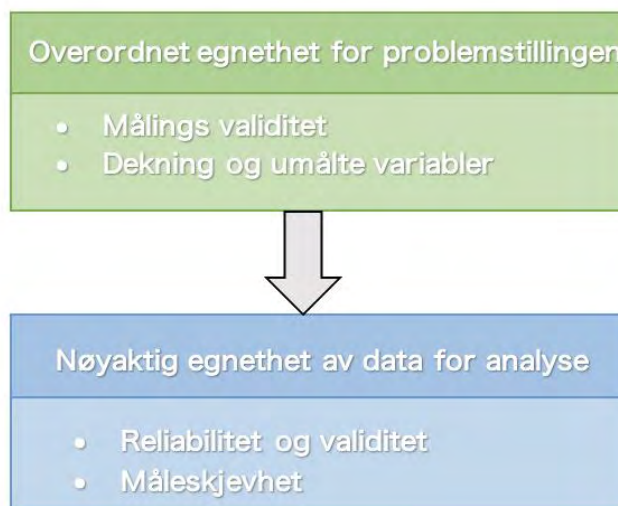 Overordnet egnethet for problemstillingen
• Målings validitet
• Dekning og umålte variabler
Nøyaktig egnethet av data for analyse
• Reliabilitet og validitet
• Måleskjevhet